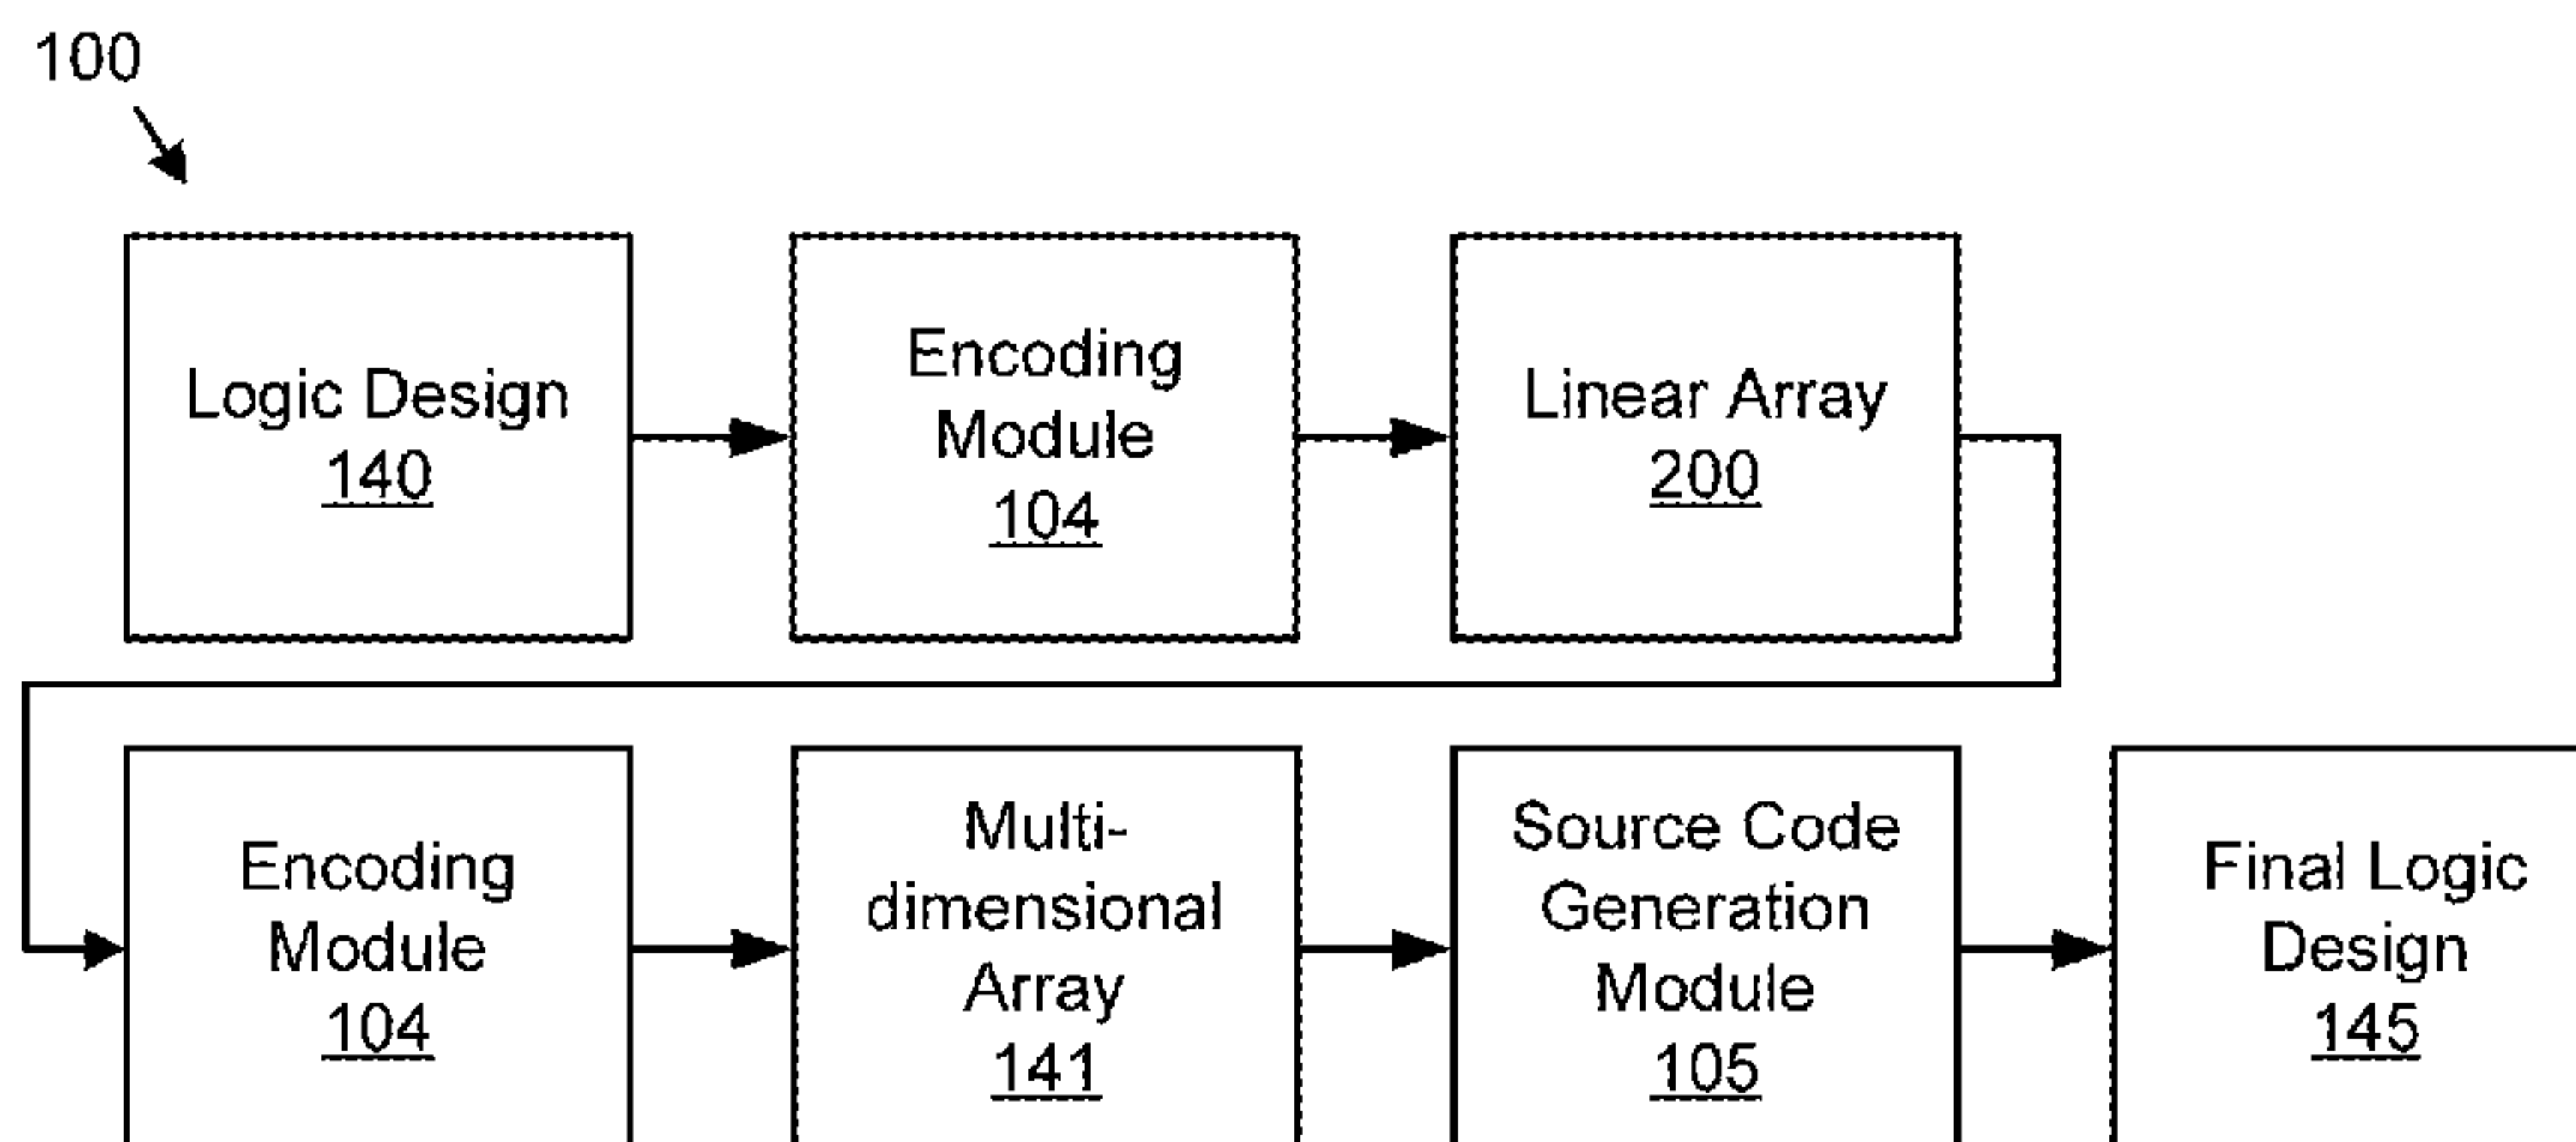 100
Logic Design
140
Encoding
Module
104
Linear Array
200
Encoding
Module
104
Multi-
dimensional
Array
141
Source Code
Generation
Module
105
Final Logic
Design
145